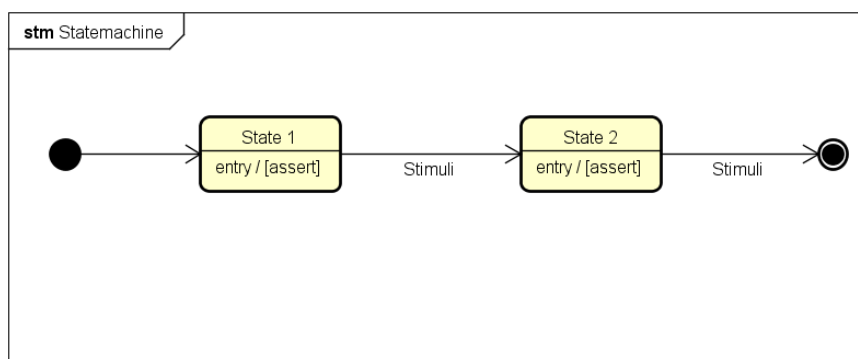 stm Statemachine
State 1
entry / [assert]
Stimuli
State 2
entry / [assert]
Stimuli